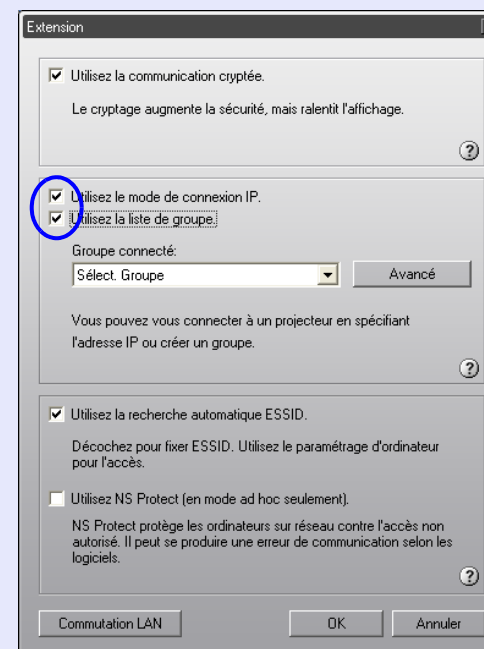 Extension
Utilisez la communication cryptée.
Le cryptage augmente la sécurité, mais ralentit l'affichage.
?
Utilisez le mode de connexion IP.
Utilisez la liste de groupe.
Groupe connecté:
Sélect. Groupe
Avancé
Vous pouvez vous connecter à un projecteur en spécifiant
l'adresse IP ou créer un groupe.
?
Utilisez la recherche automatique ESSID.
Décochez pour fixer ESSID. Utilisez le paramétrage d'ordinateur
pour l'accès.
Utilisez NS Protect (en mode ad hoc seulement).
NS Protect protège les ordinateurs sur réseau contre l'accès non
autorisé. Il peut se produire une erreur de communication selon les
logiciels.
?
Commutation LAN
OK
Annuler